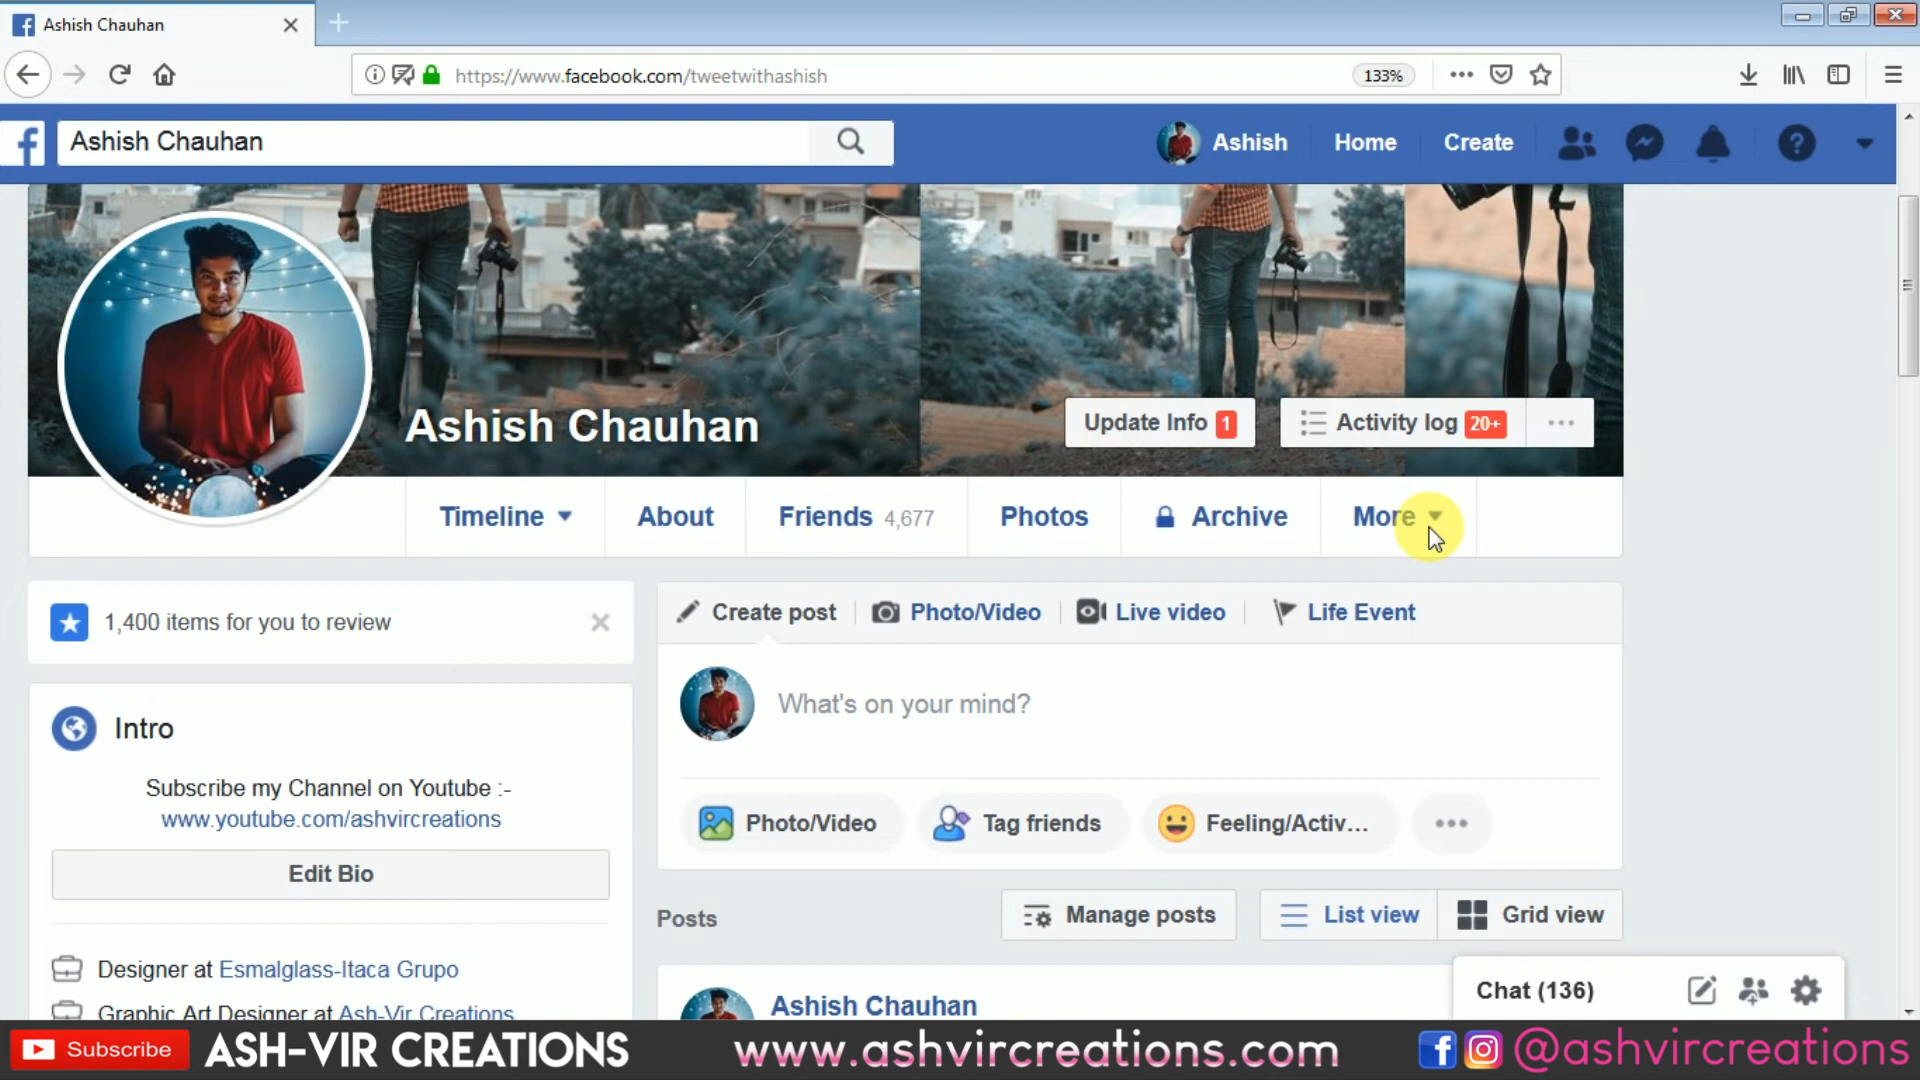 Ashish Chauhan
https://www.facebook.com/tweetwithashish
133%
Ashish Chauhan
Ashish
Home
Create
Ashish Chauhan
Update Info 1
Activity log 20+
Timeline
About
Friends 4,677
Photos
Archive
More
1,400 items for you to review
Create post
Photo/Video
Live video
Life Event
What's on your mind?
Intro
Subscribe my Channel on Youtube :-
www.youtube.com/ashvircreations
Edit Bio
Photo/Video
Tag friends
Feeling/Activ...
Posts
Manage posts
List view
Grid view
Designer at Esmalglass-Itaca Grupo
Graphic Art Designer at Ash-Vir Creations
Ashish Chauhan
Chat (136)
Subscribe
ASH-VIR CREATIONS
www.ashvircreations.com
@ashvircreations